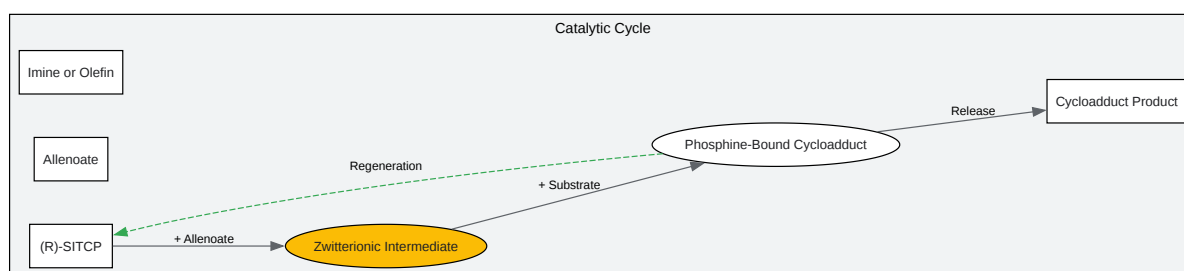 Catalytic Cycle
Imine or Olefin
Cycloadduct Product
Release
Phosphine-Bound Cycloadduct
Allenoate
Regeneration
+ Substrate
+ Allenoate
(R)-SITCP
Zwitterionic Intermediate